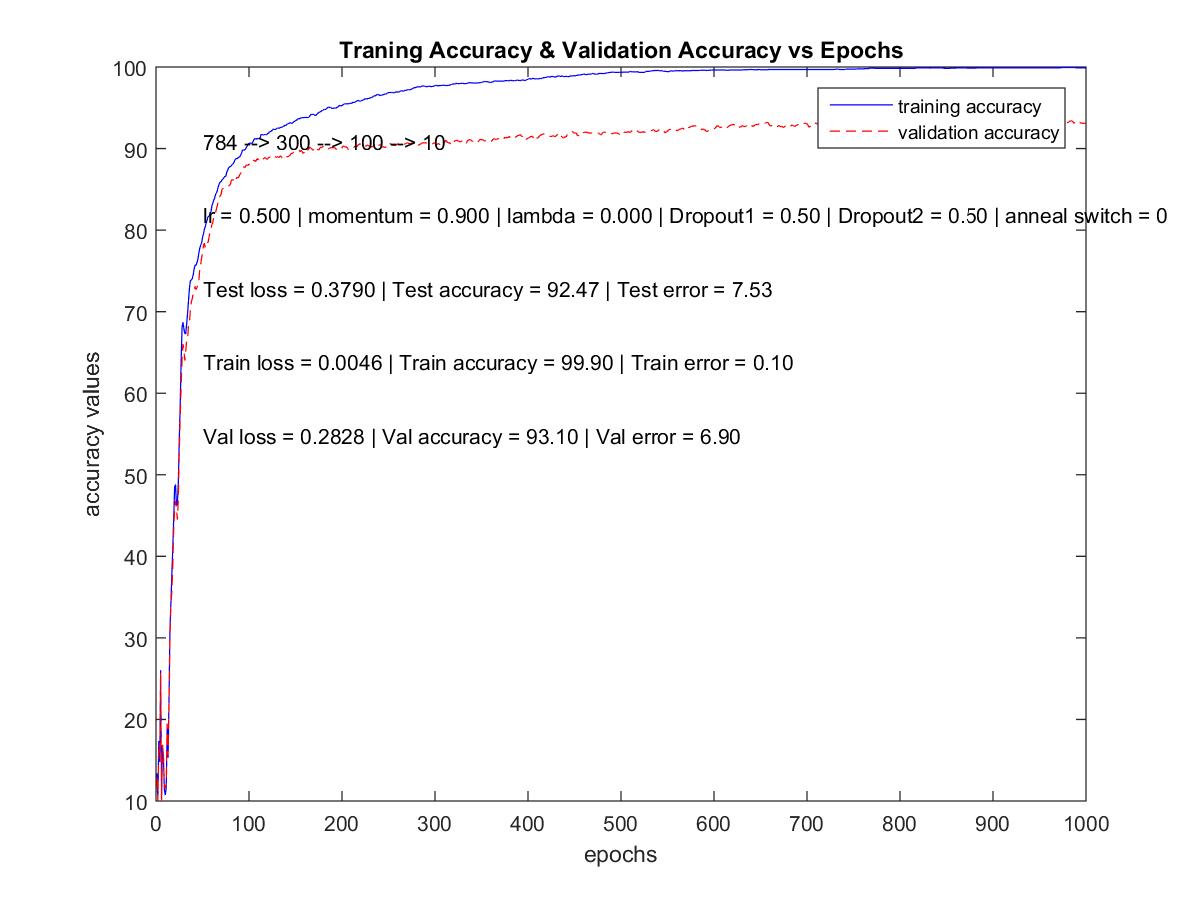 Traning Accuracy & Validation Accuracy vs Epochs
100
90
80
70
60
50
40
30
20
10
accuracy values
training accuracy
validation accuracy
784 --> 300 --> 100 --> 10
lr = 0.500 | momentum = 0.900 | lambda = 0.000 | Dropout1 = 0.50 | Dropout2 = 0.50 | anneal switch = 0
Test loss = 0.3790 | Test accuracy = 92.47 | Test error = 7.53
Train loss = 0.0046 | Train accuracy = 99.90 | Train error = 0.10
Val loss = 0.2828 | Val accuracy = 93.10 | Val error = 6.90
0 100 200 300 400 500 600 700 800 900 1000
epochs